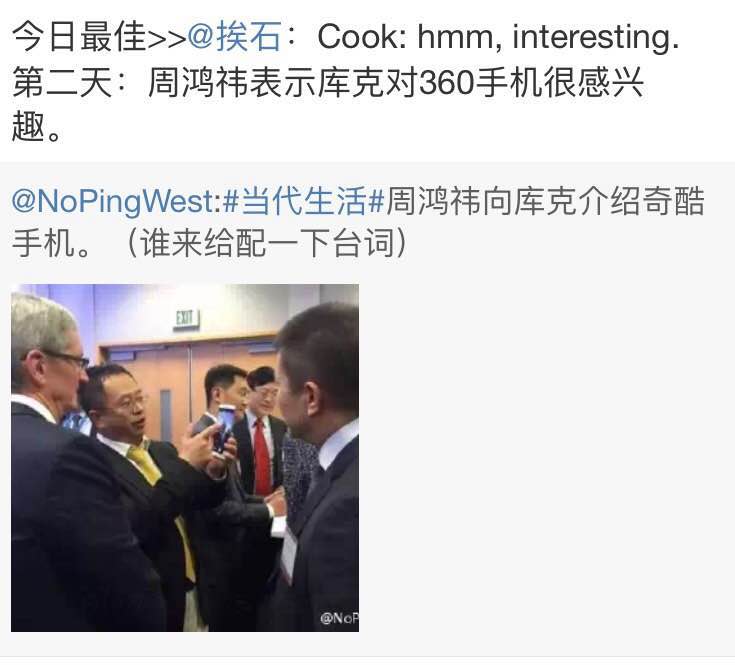 今日最佳>>@挨石：Cook: hmm, interesting.
第二天：周鸿祎表示库克对360手机很感兴
趣。
@NoPingWest:#当代生活#周鸿祎向库克介绍奇酷
手机。（谁来给配一下台词）
EXIT
@NoP